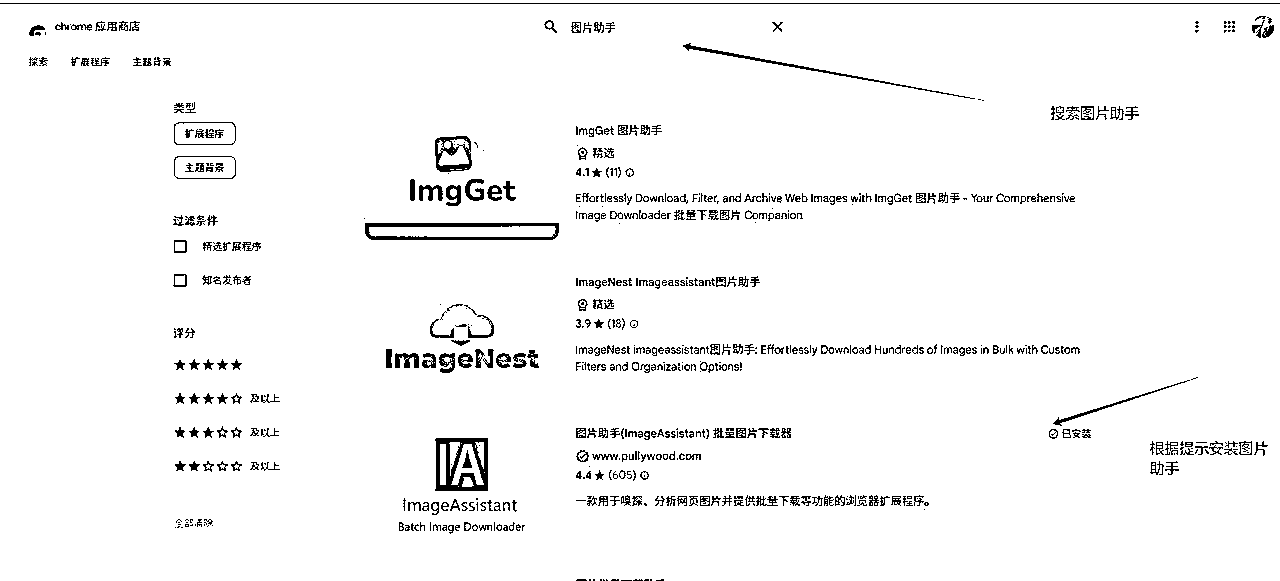 chrome 应用商店
图片助手
探索 扩展程序 主题背景
搜索图片助手
类型
扩展程序
主题背景
过滤条件
精选扩展程序
知名发布者
评分
及以上
及以上
及以上
全部清除
ImgGet
ImgGet 图片助手
精选
4.1 ★ (11)
Effortlessly Download, Filter, and Archive Web Images with ImgGet 图片助手 - Your Comprehensive
Image Downloader 批量下载图片 Companion
ImageNest
ImageNest Imageassistant图片助手
精选
3.9 ★ (18)
ImageNest imageassistant图片助手: Effortlessly Download Hundreds of Images in Bulk with Custom
Filters and Organization Options!
IA
ImageAssistant
Batch Image Downloader
图片助手(ImageAssistant) 批量图片下载器
已安装
www.pullywood.com
4.4 ★ (605)
一款用于嗅探、分析网页图片并提供批量下载等功能的浏览器扩展程序。
根据提示安装图片
助手